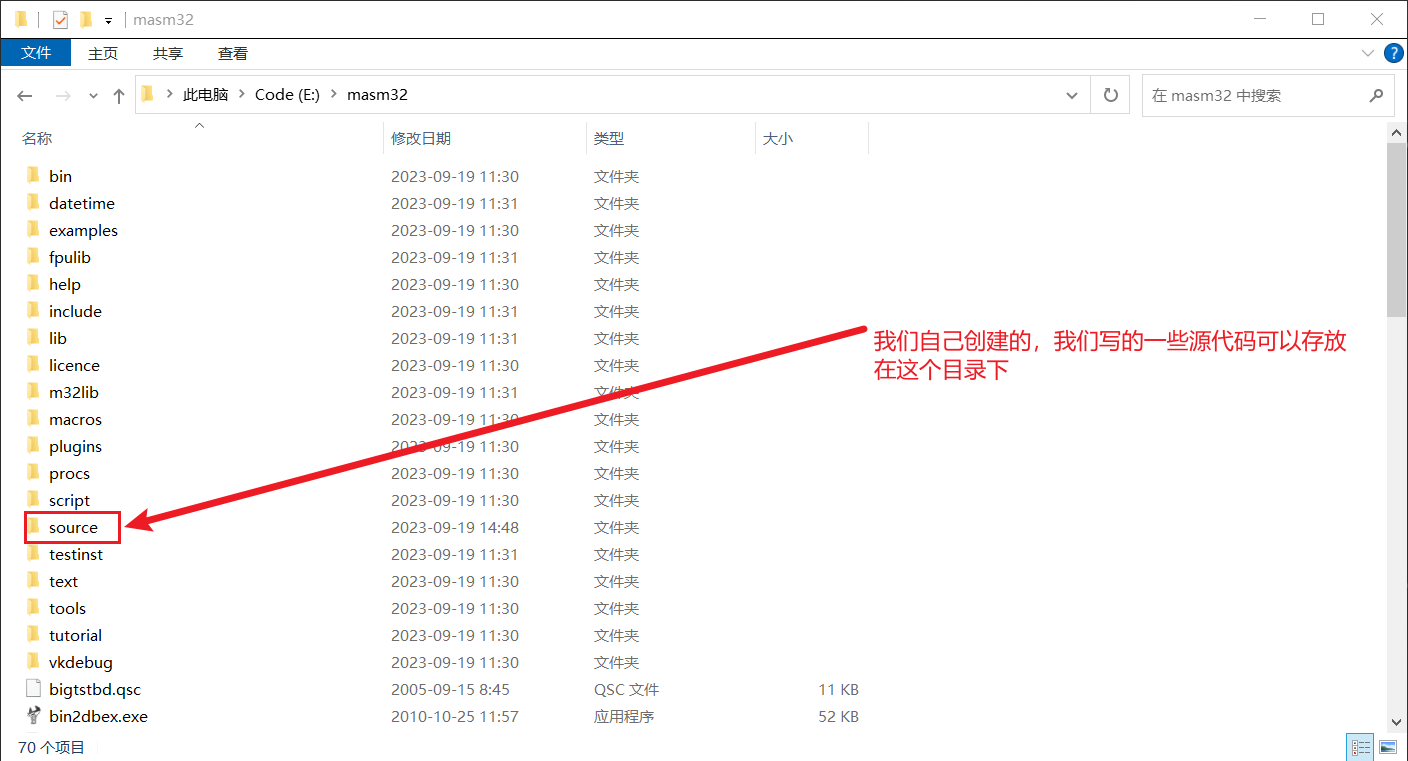 masm32
文件 主页 共享 查看
此电脑 Code (E:) masm32 在 masm32 中搜索
名称 修改日期 类型 大小
bin 2023-09-19 11:30 文件夹
datetime 2023-09-19 11:31 文件夹
examples 2023-09-19 11:30 文件夹
fpulib 2023-09-19 11:31 文件夹
help 2023-09-19 11:30 文件夹
include 2023-09-19 11:31 文件夹
lib 2023-09-19 11:31 文件夹
我们自己创建的，我们写的一些源代码可以存放
在这个目录下
licence 2023-09-19 11:30 文件夹
m32lib 2023-09-19 11:31 文件夹
macros 2023-09-19 11:30 文件夹
plugins 2023-09-19 11:30 文件夹
procs 2023-09-19 11:30 文件夹
script 2023-09-19 11:30 文件夹
source 2023-09-19 14:48 文件夹
testinst 2023-09-19 11:31 文件夹
text 2023-09-19 11:30 文件夹
tools 2023-09-19 11:30 文件夹
tutorial 2023-09-19 11:30 文件夹
vkdebug 2023-09-19 11:30 文件夹
bigtstbd.qsc 2005-09-15 8:45 QSC 文件 11 KB
bin2dbex.exe 2010-10-25 11:57 应用程序 52 KB
70 个项目